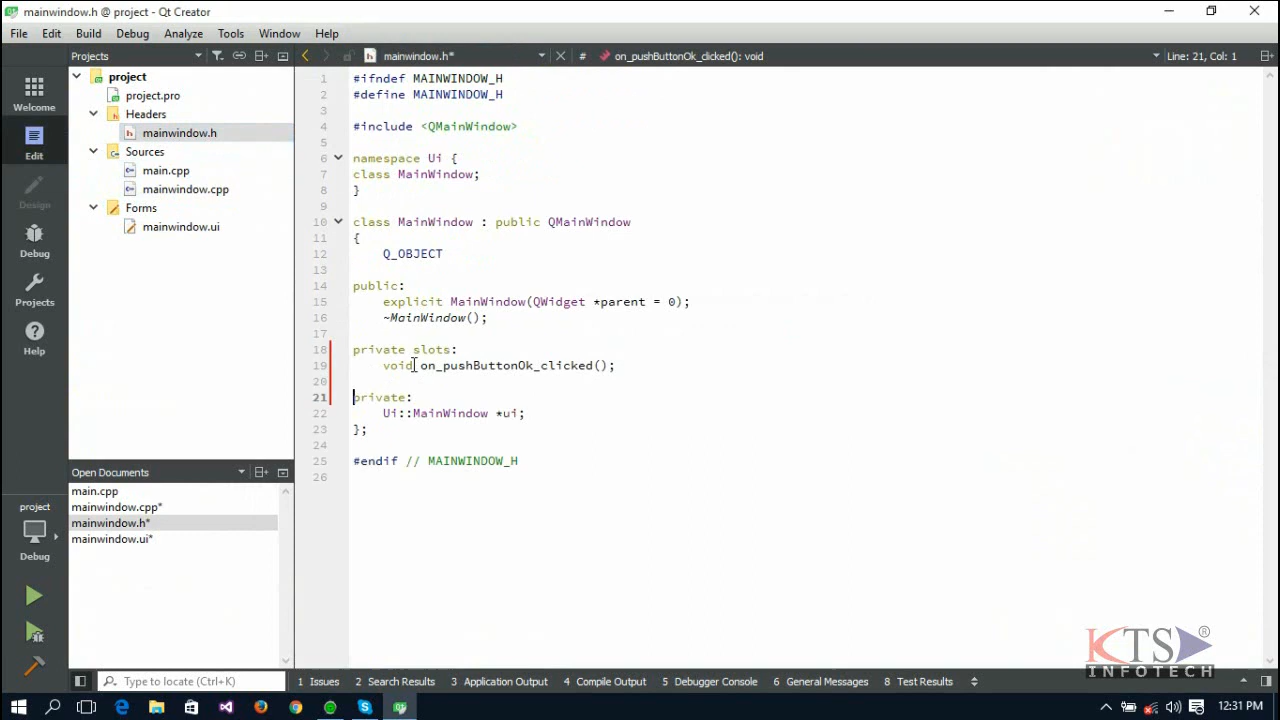 mainwindow.h @ project - Qt Creator
File Edit Build Debug Analyze Tools Window Help
Projects
mainwindow.h*
# on_pushButtonOk_clicked(): void
Line: 21, Col: 1
Welcome
Edit
Design
Debug
Projects
Help
project
Debug
project
project.pro
Headers
mainwindow.h
Sources
main.cpp
mainwindow.cpp
Forms
mainwindow.ui
Open Documents
main.cpp
mainwindow.cpp*
mainwindow.h*
mainwindow.ui*
1 #ifndef MAINWINDOW_H
2 #define MAINWINDOW_H
3
4 #include <QMainWindow>
5
6 namespace Ui {
7 class MainWindow;
8 }
9
10 class MainWindow : public QMainWindow
11 {
12 Q_OBJECT
13
14 public:
15 explicit MainWindow(QWidget *parent = 0);
16 ~MainWindow();
17
18 private slots:
19 void on_pushButtonOk_clicked();
20
21 private:
22 Ui::MainWindow *ui;
23 };
24
25 #endif // MAINWINDOW_H
26
KTS®
INFOTECH
Type to locate (Ctrl+K)
1 Issues 2 Search Results 3 Application Output 4 Compile Output 5 Debugger Console 6 General Messages 8 Test Results
12:31 PM